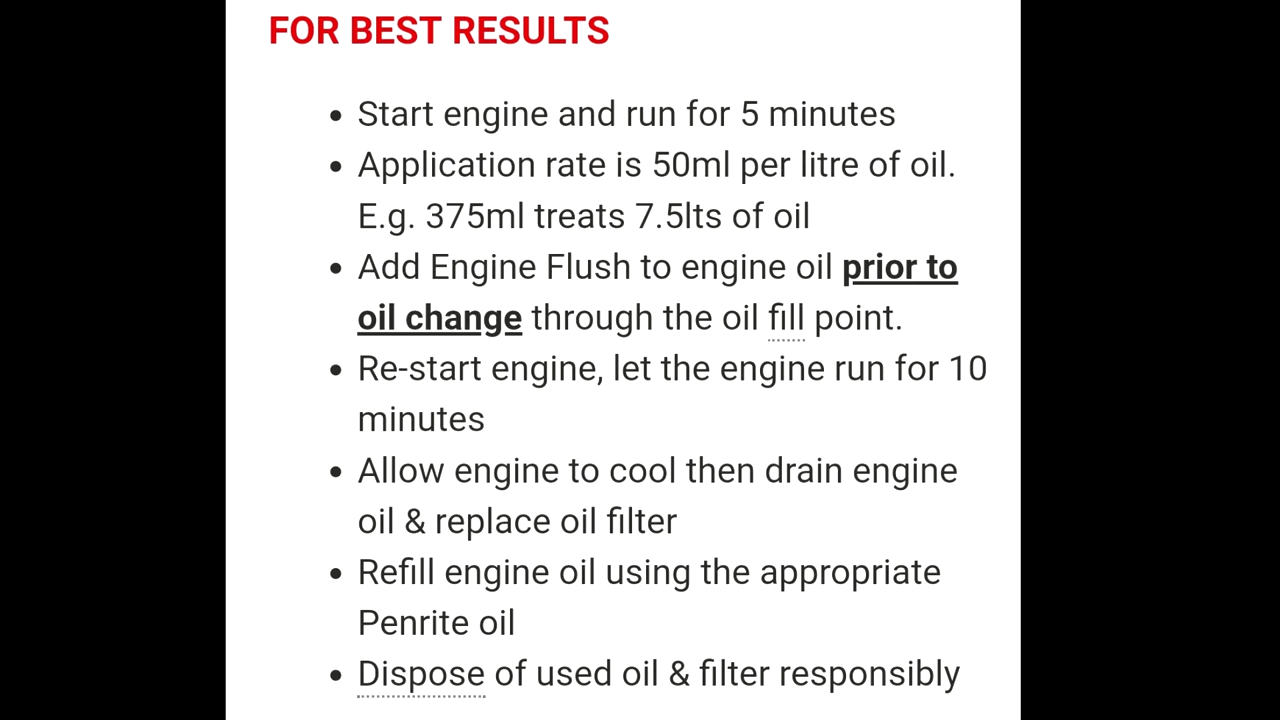 FOR BEST RESULTS
• Start engine and run for 5 minutes
• Application rate is 50ml per litre of oil.
E.g. 375ml treats 7.5lts of oil
• Add Engine Flush to engine oil prior to
oil change through the oil fill point.
• Re-start engine, let the engine run for 10
minutes
• Allow engine to cool then drain engine
oil & replace oil filter
• Refill engine oil using the appropriate
Penrite oil
• Dispose of used oil & filter responsibly